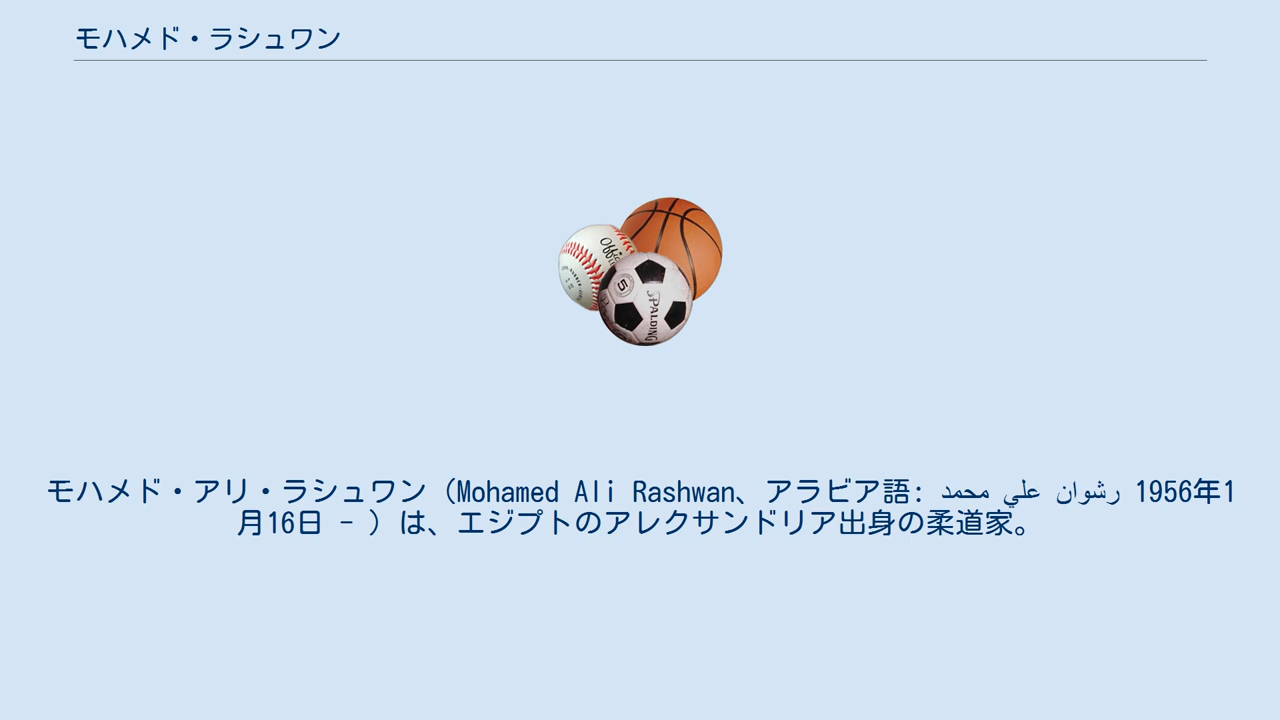 モハメド・ラシュワン
Offici
5
SPALDING
モハメド・アリ・ラシュワン（Mohamed Ali Rashwan、アラビア語: رشوان علي محمد 1956年1
月16日 - ）は、エジプトのアレクサンドリア出身の柔道家。